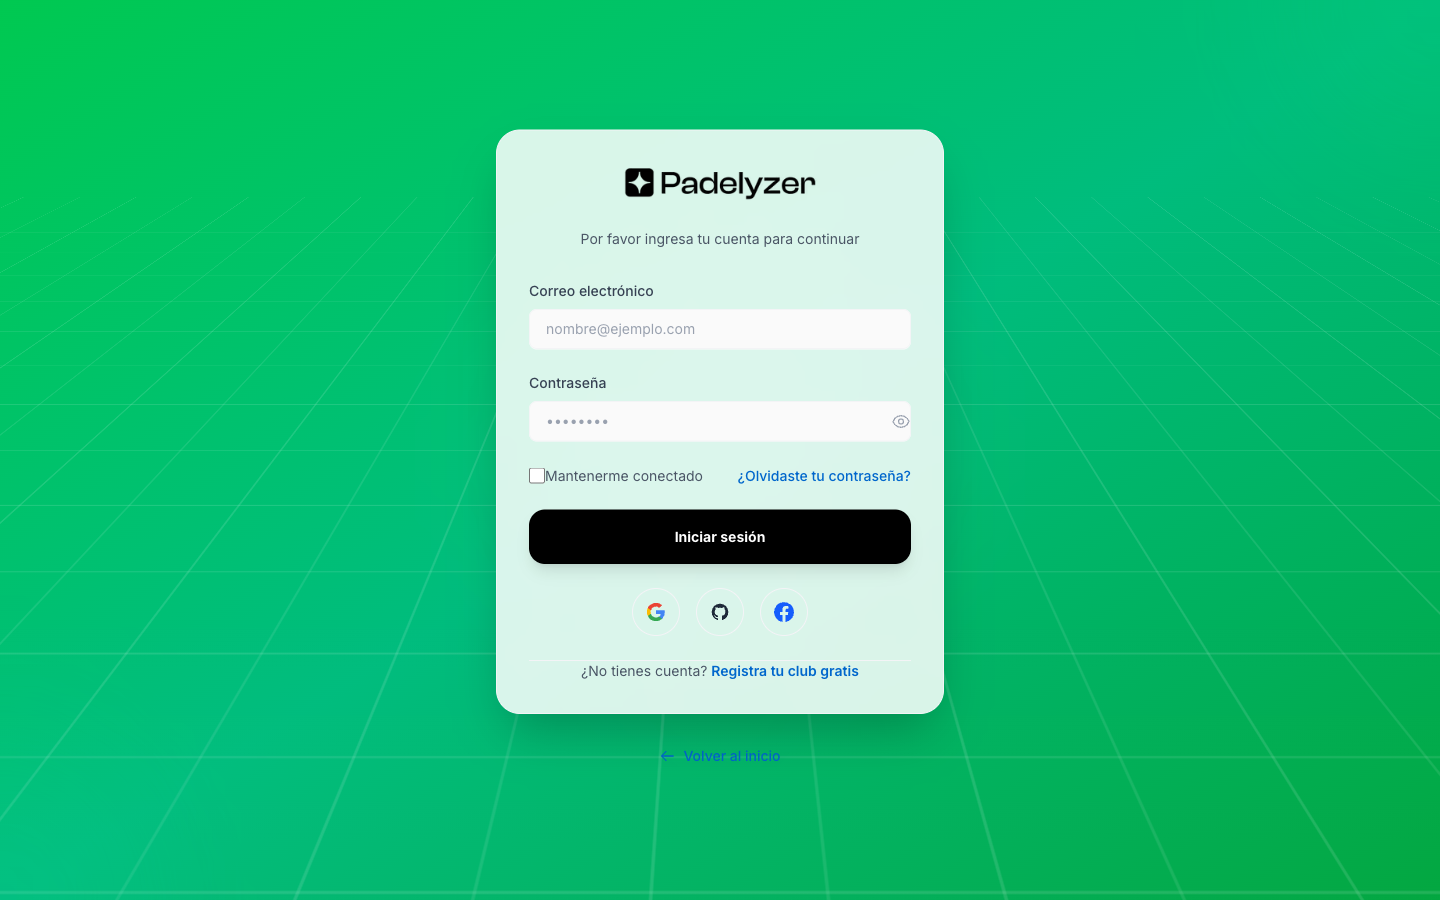 Padelyzer
Por favor ingresa tu cuenta para continuar
Correo electrónico
nombre@ejemplo.com
Contraseña
••••••••
Mantenerme conectado
¿Olvidaste tu contraseña?
Iniciar sesión
¿No tienes cuenta? Registra tu club gratis
← Volver al inicio